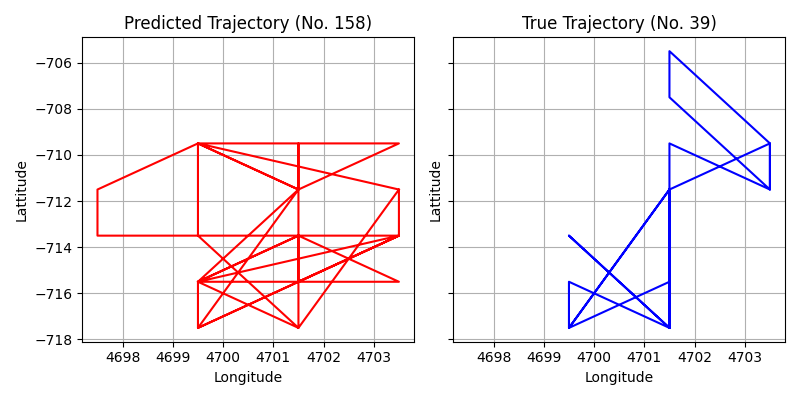 Predicted Trajectory (No. 158)
True Trajectory (No. 39)
Lattitude
−706
−708
−710
−712
−714
−716
−718
4698 4699 4700 4701 4702 4703
Longitude
Lattitude
4698 4699 4700 4701 4702 4703
Longitude